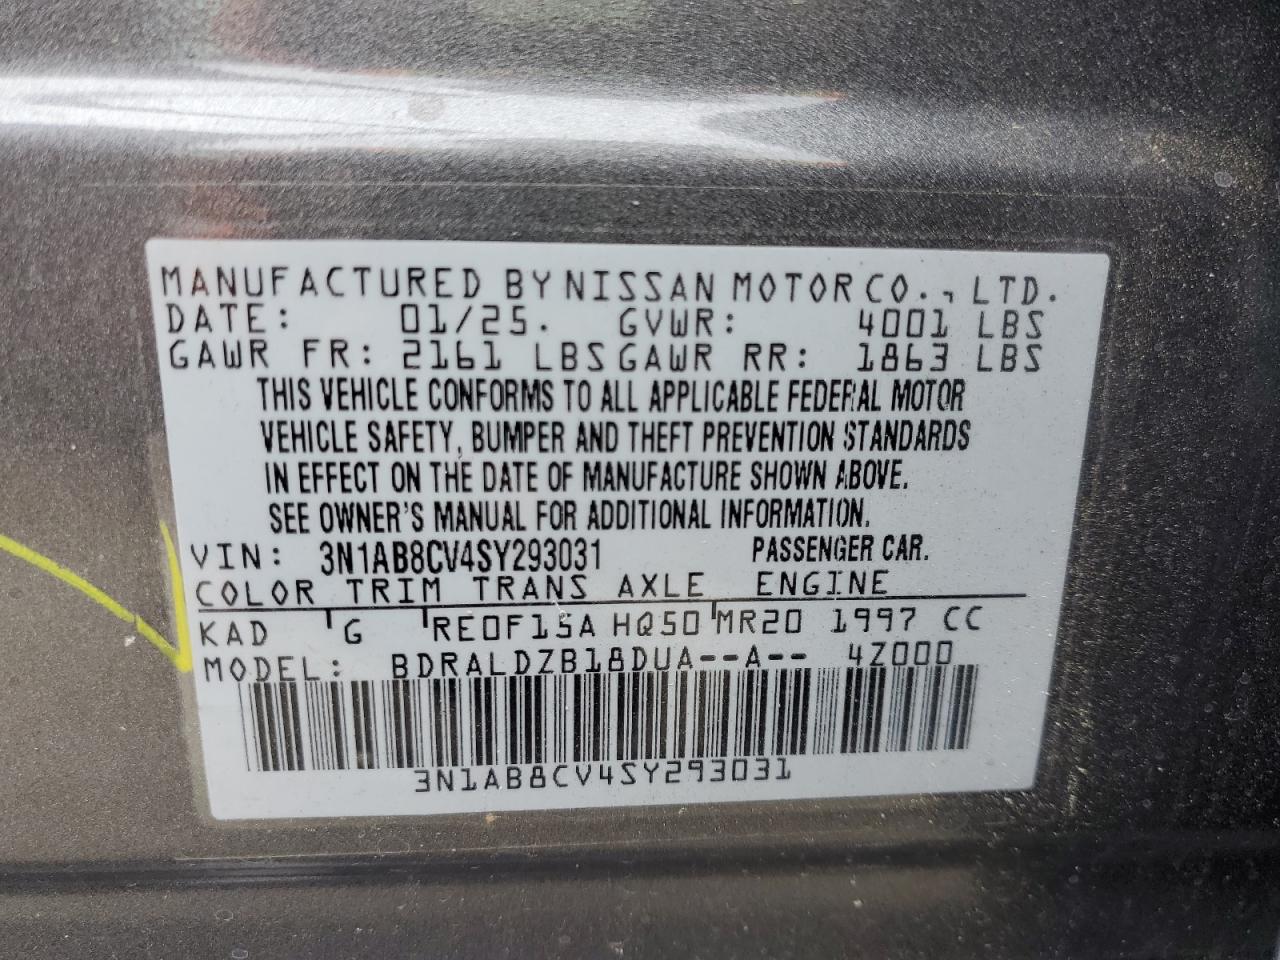 MANUFACTURED BY NISSAN MOTOR CO., LTD.
DATE: 01/25. GVWR: 4001 LBS
GAWR FR: 2161 LBS GAWR RR: 1863 LBS
THIS VEHICLE CONFORMS TO ALL APPLICABLE FEDERAL MOTOR
VEHICLE SAFETY, BUMPER AND THEFT PREVENTION STANDARDS
IN EFFECT ON THE DATE OF MANUFACTURE SHOWN ABOVE.
SEE OWNER'S MANUAL FOR ADDITIONAL INFORMATION.
VIN: 3N1AB8CV4SY293031 PASSENGER CAR.
COLOR TRIM TRANS AXLE ENGINE
KAD G RE0F15A HQ50 MR20 1997 CC
MODEL: BDRALDZB18DUA--A-- 4Z000
3N1AB8CV4SY293031